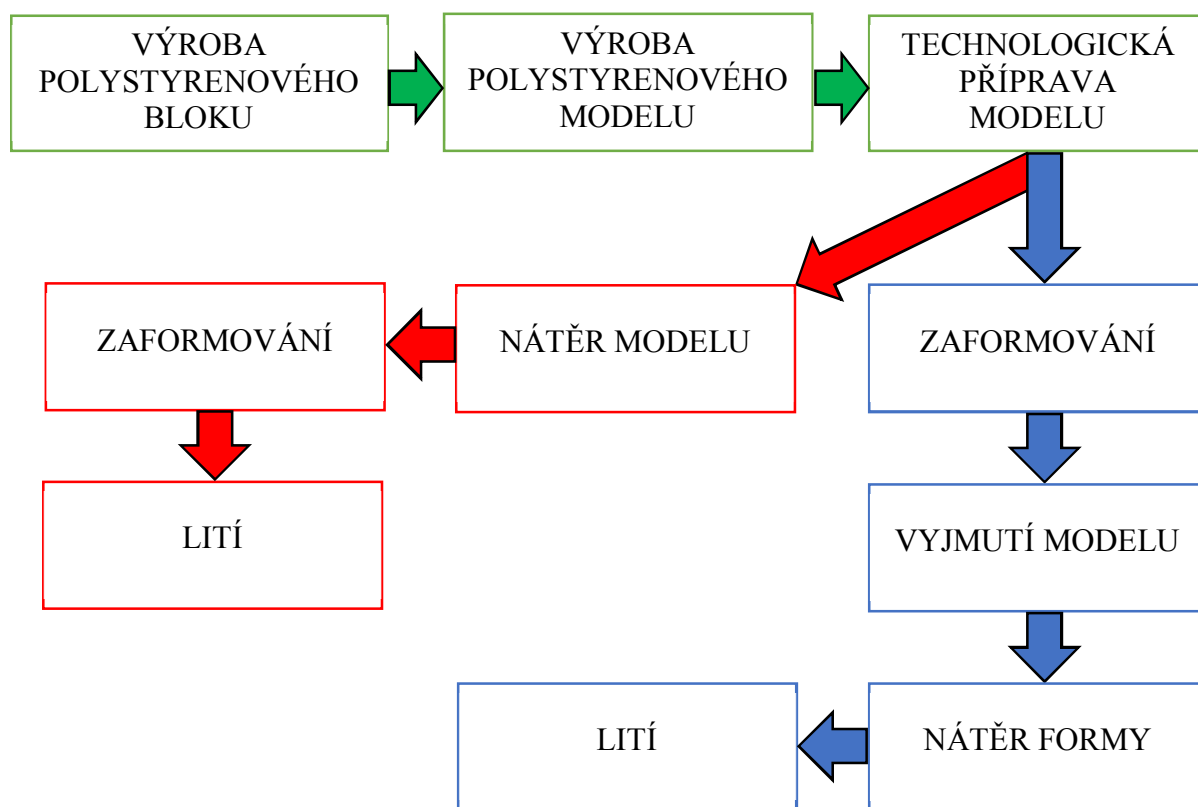 VÝROBA
POLYSTYRENOVÉHO
BLOKU
VÝROBA
POLYSTYRENOVÉHO
MODELU
TECHNOLOGICKÁ
PŘÍPRAVA
MODELU
ZAFORMOVÁNÍ
NÁTĚR MODELU
ZAFORMOVÁNÍ
LITÍ
VYJMUTÍ MODELU
LITÍ
NÁTĚR FORMY